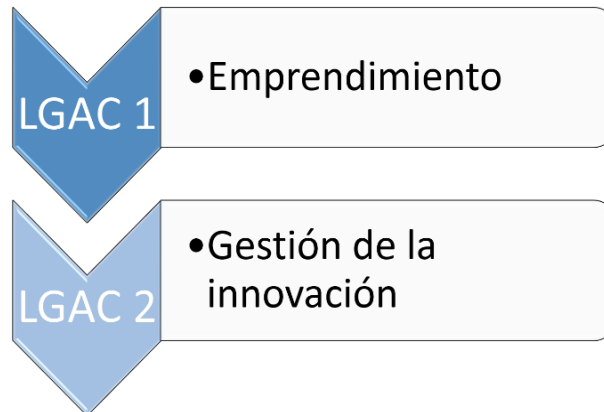 LGAC 1
•Emprendimiento
LGAC 2
•Gestión de la
innovación